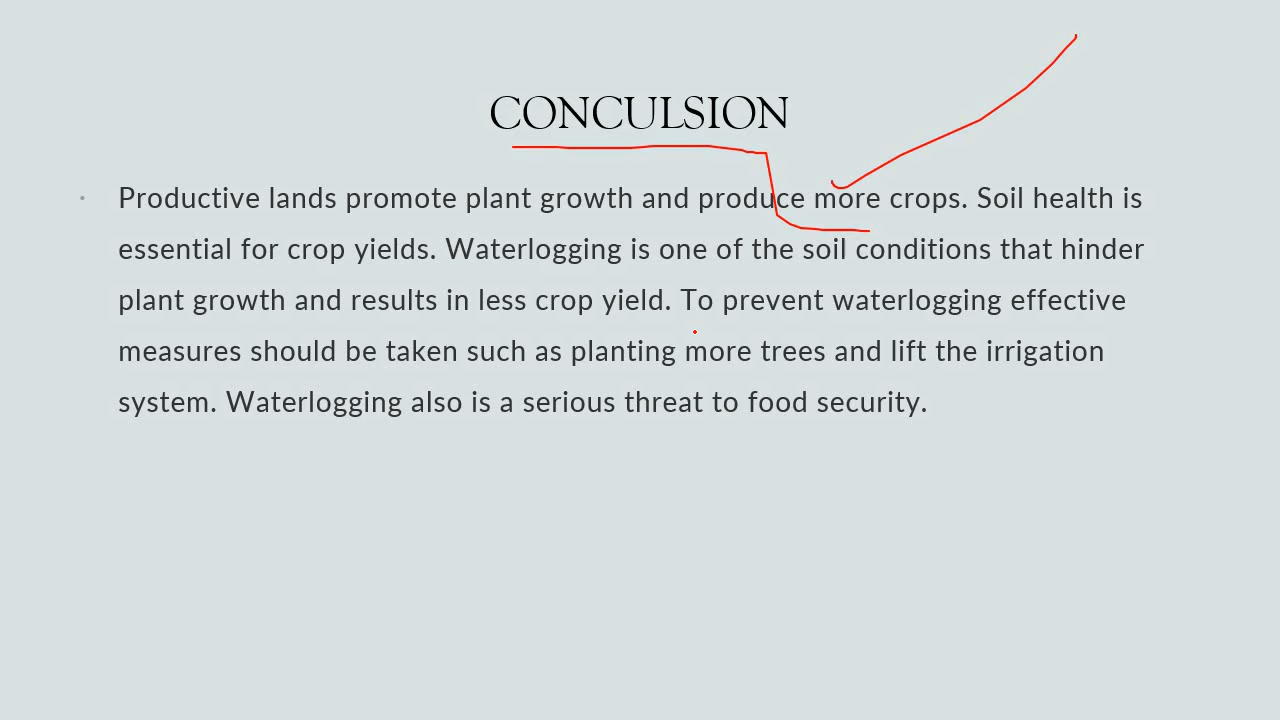 CONCULSION
Productive lands promote plant growth and produce more crops. Soil health is
essential for crop yields. Waterlogging is one of the soil conditions that hinder
plant growth and results in less crop yield. To prevent waterlogging effective
measures should be taken such as planting more trees and lift the irrigation
system. Waterlogging also is a serious threat to food security.